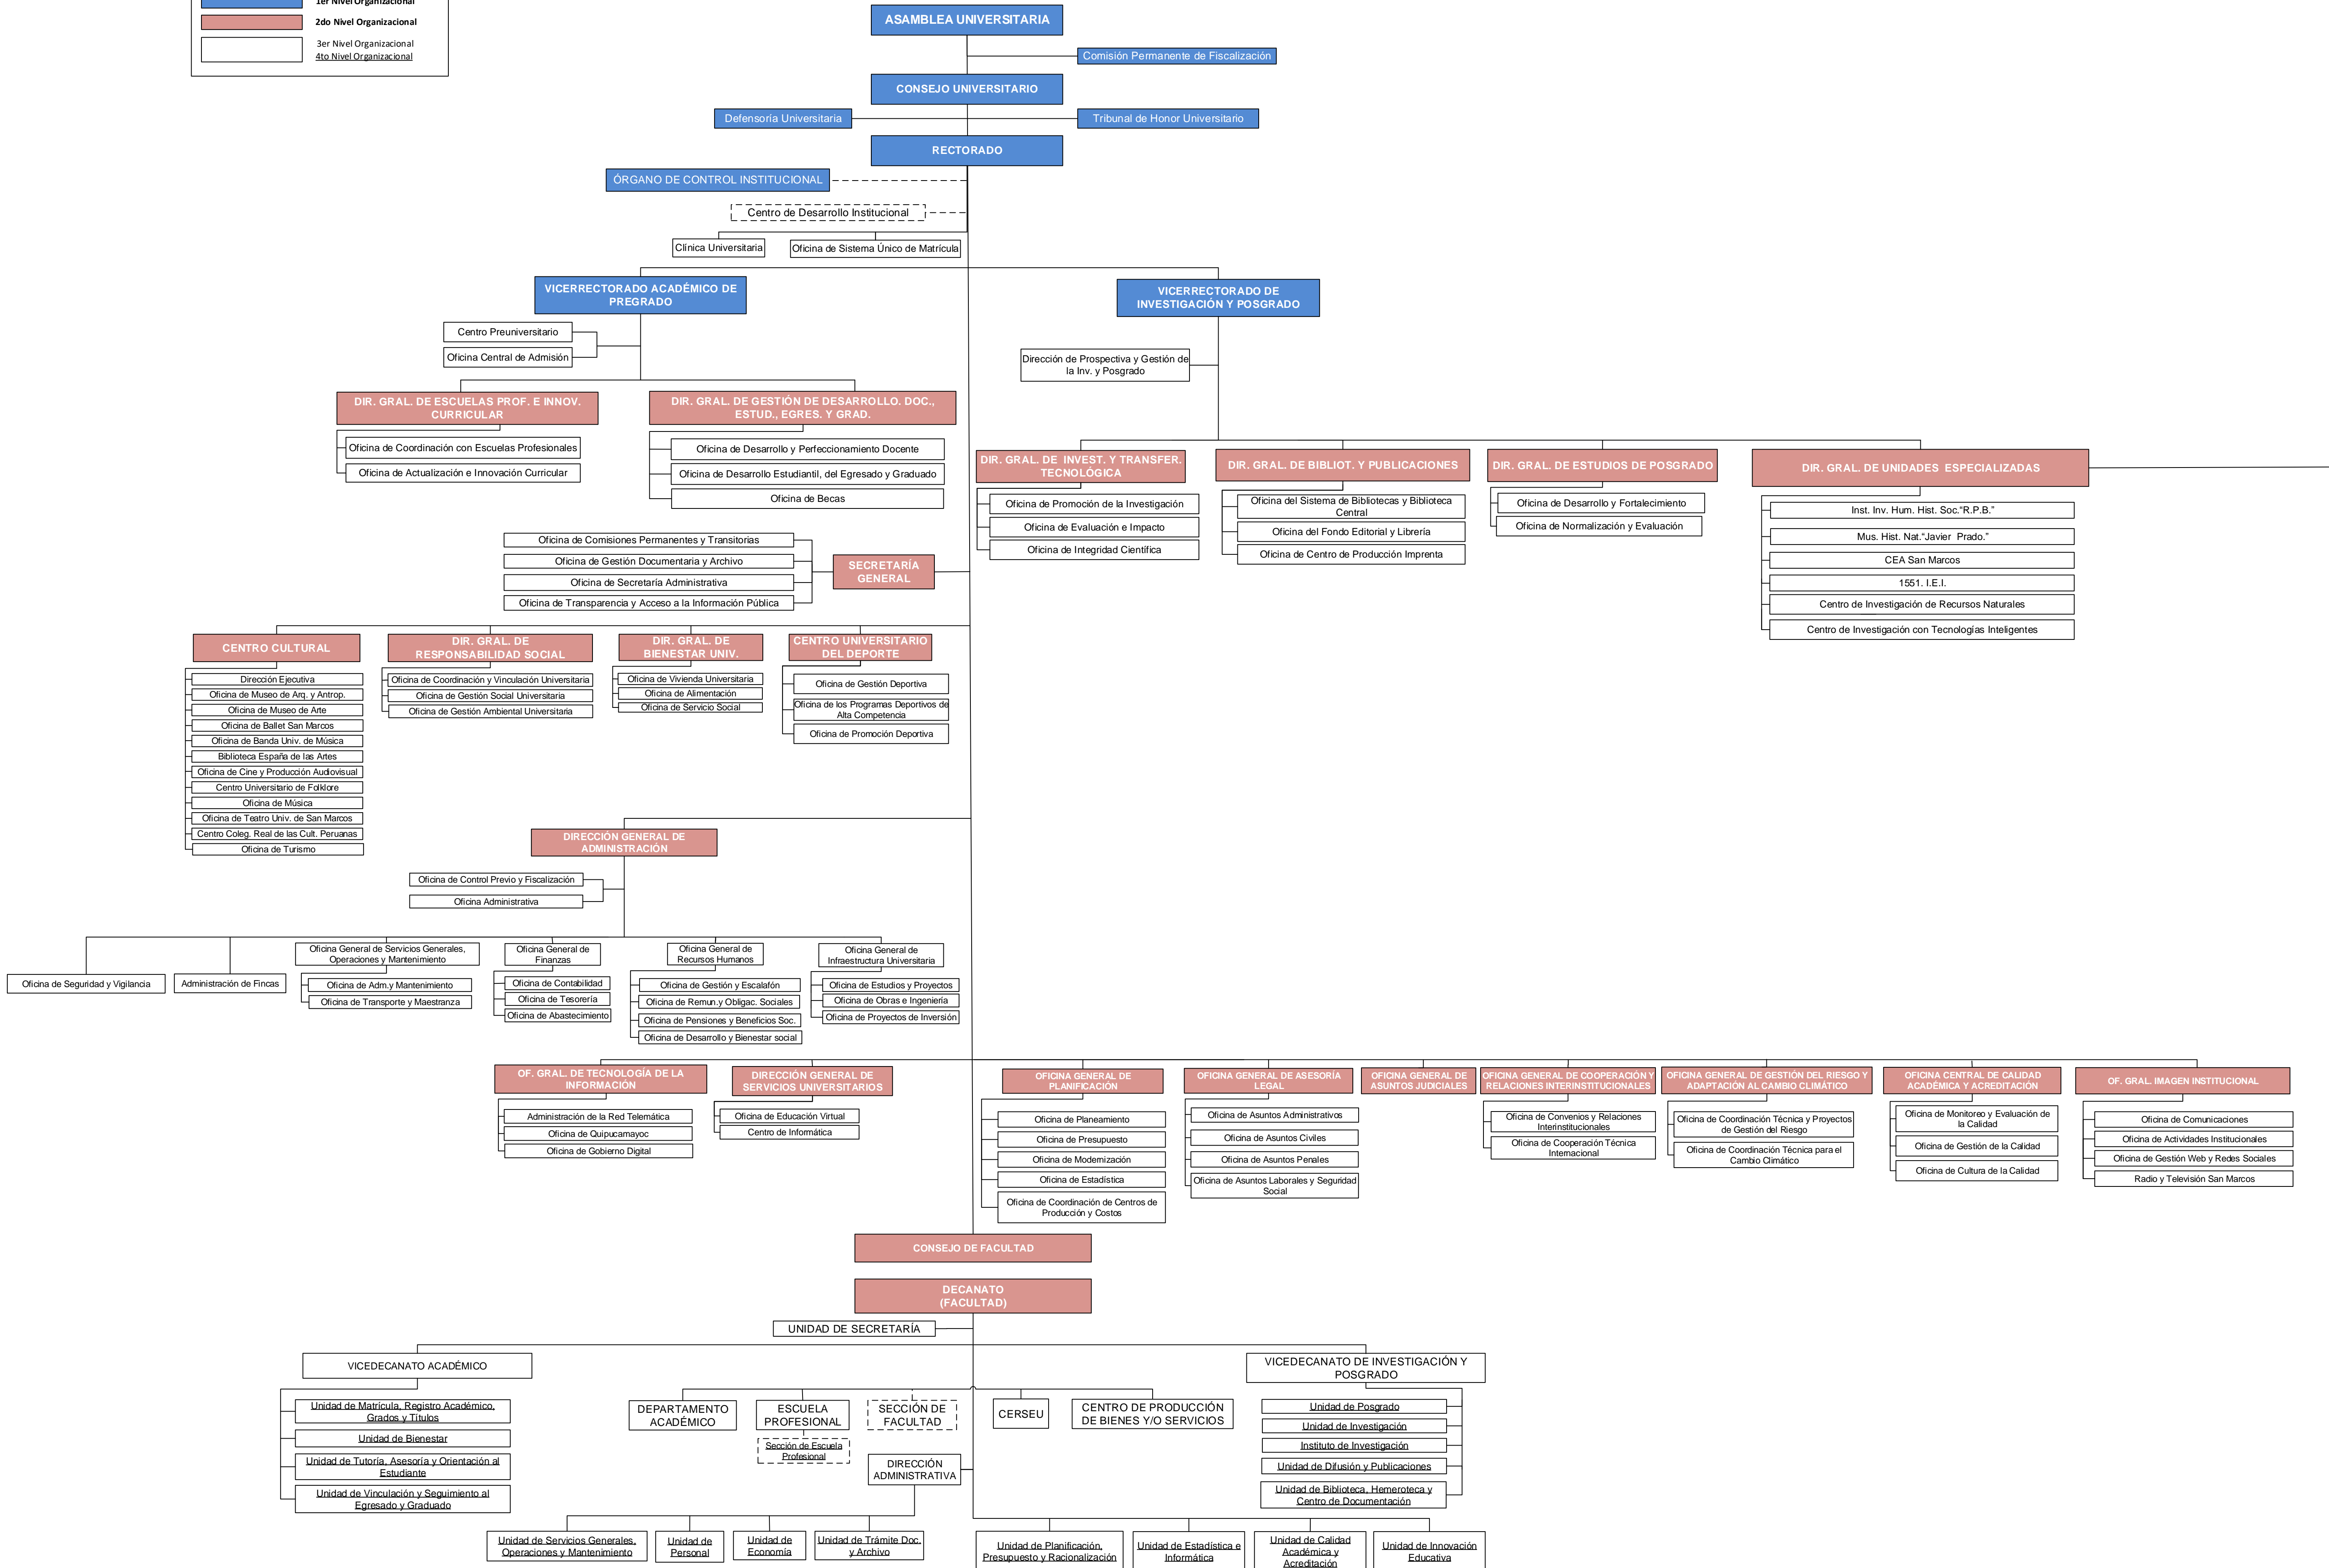 1er Nivel Organizacional
2do Nivel Organizacional
3er Nivel Organizacional
4to Nivel Organizacional
ASAMBLEA UNIVERSITARIA
Comisión Permanente de Fiscalización
CONSEJO UNIVERSITARIO
Defensoría Universitaria
Tribunal de Honor Universitario
RECTORADO
ÓRGANO DE CONTROL INSTITUCIONAL
Centro de Desarrollo Institucional
Clínica Universitaria
Oficina de Sistema Único de Matrícula
VICERRECTORADO ACADÉMICO DE
PREGRADO
VICERRECTORADO DE
INVESTIGACIÓN Y POSGRADO
Centro Preuniversitario
Oficina Central de Admisión
Dirección de Prospectiva y Gestión de
la Inv. y Posgrado
DIR. GRAL. DE ESCUELAS PROF. E INNOV.
CURRICULAR
Oficina de Coordinación con Escuelas Profesionales
Oficina de Actualización e Innovación Curricular
DIR. GRAL. DE GESTIÓN DE DESARROLLO. DOC.,
ESTUD., EGRES. Y GRAD.
Oficina de Desarrollo y Perfeccionamiento Docente
Oficina de Desarrollo Estudiantil, del Egresado y Graduado
Oficina de Becas
DIR. GRAL. DE  INVEST. Y TRANSFER.
TECNOLÓGICA
Oficina de Promoción de la Investigación
Oficina de Evaluación e Impacto
Oficina de Integridad Científica
DIR. GRAL. DE BIBLIOT. Y PUBLICACIONES
Oficina del Sistema de Bibliotecas y Biblioteca
Central
Oficina del Fondo Editorial y Librería
Oficina de Centro de Producción Imprenta
DIR. GRAL. DE ESTUDIOS DE POSGRADO
Oficina de Desarrollo y Fortalecimiento
Oficina de Normalización y Evaluación
DIR. GRAL. DE UNIDADES  ESPECIALIZADAS
Inst. Inv. Hum. Hist. Soc.“R.P.B.”
Mus. Hist. Nat.“Javier  Prado.”
CEA San Marcos
1551. I.E.I.
Centro de Investigación de Recursos Naturales
Centro de Investigación con Tecnologías Inteligentes
Oficina de Comisiones Permanentes y Transitorias
Oficina de Gestión Documentaria y Archivo
Oficina de Secretaría Administrativa
Oficina de Transparencia y Acceso a la Información Pública
SECRETARÍA
GENERAL
CENTRO CULTURAL
Dirección Ejecutiva
Oficina de Museo de Arq. y Antrop.
Oficina de Museo de Arte
Oficina de Ballet San Marcos
Oficina de Banda Univ. de Música
Biblioteca España de las Artes
Oficina de Cine y Producción Audiovisual
Centro Universitario de Folklore
Oficina de Música
Oficina de Teatro Univ. de San Marcos
Centro Coleg. Real de las Cult. Peruanas
Oficina de Turismo
DIR. GRAL. DE
RESPONSABILIDAD SOCIAL
Oficina de Coordinación y Vinculación Universitaria
Oficina de Gestión Social Universitaria
Oficina de Gestión Ambiental Universitaria
DIR. GRAL. DE
BIENESTAR UNIV.
Oficina de Vivienda Universitaria
Oficina de Alimentación
Oficina de Servicio Social
CENTRO UNIVERSITARIO
DEL DEPORTE
Oficina de Gestión Deportiva
Oficina de los Programas Deportivos de
Alta Competencia
Oficina de Promoción Deportiva
DIRECCIÓN GENERAL DE
ADMINISTRACIÓN
Oficina de Control Previo y Fiscalización
Oficina Administrativa
Oficina de Seguridad y Vigilancia
Administración de Fincas
Oficina General de Servicios Generales,
Operaciones y Mantenimiento
Oficina de Adm.y Mantenimiento
Oficina de Transporte y Maestranza
Oficina General de
Finanzas
Oficina de Contabilidad
Oficina de Tesorería
Oficina de Abastecimiento
Oficina General de
Recursos Humanos
Oficina de Gestión y Escalafón
Oficina de Remun.y Obligac. Sociales
Oficina de Pensiones y Beneficios Soc.
Oficina de Desarrollo y Bienestar social
Oficina General de
Infraestructura Universitaria
Oficina de Estudios y Proyectos
Oficina de Obras e Ingeniería
Oficina de Proyectos de Inversión
OF. GRAL. DE TECNOLOGÍA DE LA
INFORMACIÓN
Administración de la Red Telemática
Oficina de Quipucamayoc
Oficina de Gobierno Digital
DIRECCIÓN GENERAL DE
SERVICIOS UNIVERSITARIOS
Oficina de Educación Virtual
Centro de Informática
OFICINA GENERAL DE
PLANIFICACIÓN
Oficina de Planeamiento
Oficina de Presupuesto
Oficina de Modernización
Oficina de Estadística
Oficina de Coordinación de Centros de
Producción y Costos
OFICINA GENERAL DE ASESORÍA
LEGAL
Oficina de Asuntos Administrativos
Oficina de Asuntos Civiles
Oficina de Asuntos Penales
Oficina de Asuntos Laborales y Seguridad
Social
OFICINA GENERAL DE
ASUNTOS JUDICIALES
OFICINA GENERAL DE COOPERACIÓN Y
RELACIONES INTERINSTITUCIONALES
Oficina de Convenios y Relaciones
Interinstitucionales
Oficina de Cooperación Técnica
Internacional
OFICINA GENERAL DE GESTIÓN DEL RIESGO Y
ADAPTACIÓN AL CAMBIO CLIMÁTICO
Oficina de Coordinación Técnica y Proyectos
de Gestión del Riesgo
Oficina de Coordinación Técnica para el
Cambio Climático
OFICINA CENTRAL DE CALIDAD
ACADÉMICA Y ACREDITACIÓN
Oficina de Monitoreo y Evaluación de
la Calidad
Oficina de Gestión de la Calidad
Oficina de Cultura de la Calidad
OF. GRAL. IMAGEN INSTITUCIONAL
Oficina de Comunicaciones
Oficina de Actividades Institucionales
Oficina de Gestión Web y Redes Sociales
Radio y Televisión San Marcos
CONSEJO DE FACULTAD
DECANATO
(FACULTAD)
UNIDAD DE SECRETARÍA
VICEDECANATO ACADÉMICO
Unidad de Matrícula, Registro Académico,
Grados y Títulos
Unidad de Bienestar
Unidad de Tutoría, Asesoría y Orientación al
Estudiante
Unidad de Vinculación y Seguimiento al
Egresado y Graduado
DEPARTAMENTO
ACADÉMICO
ESCUELA
PROFESIONAL
Sección de Escuela
Profesional
SECCIÓN DE
FACULTAD
CERSEU
CENTRO DE PRODUCCIÓN
DE BIENES Y/O SERVICIOS
VICEDECANATO DE INVESTIGACIÓN Y
POSGRADO
Unidad de Posgrado
Unidad de Investigación
Instituto de Investigación
Unidad de Difusión y Publicaciones
Unidad de Biblioteca, Hemeroteca y
Centro de Documentación
DIRECCIÓN
ADMINISTRATIVA
Unidad de Servicios Generales,
Operaciones y Mantenimiento
Unidad de
Personal
Unidad de
Economía
Unidad de Trámite Doc.
y Archivo
Unidad de Planificación,
Presupuesto y Racionalización
Unidad de Estadística e
Informática
Unidad de Calidad
Académica y
Acreditación
Unidad de Innovación
Educativa